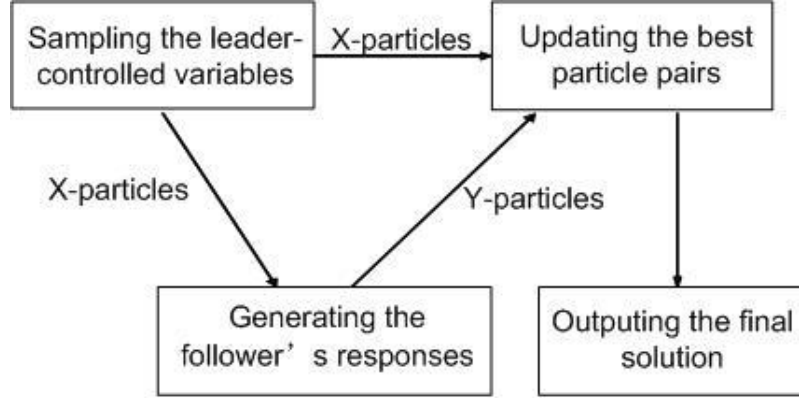 Sampling the leader-
controlled variables
X-particles
Updating the best
particle pairs
X-particles
Y-particles
Generating the
follower’ s responses
Outputing the final
solution